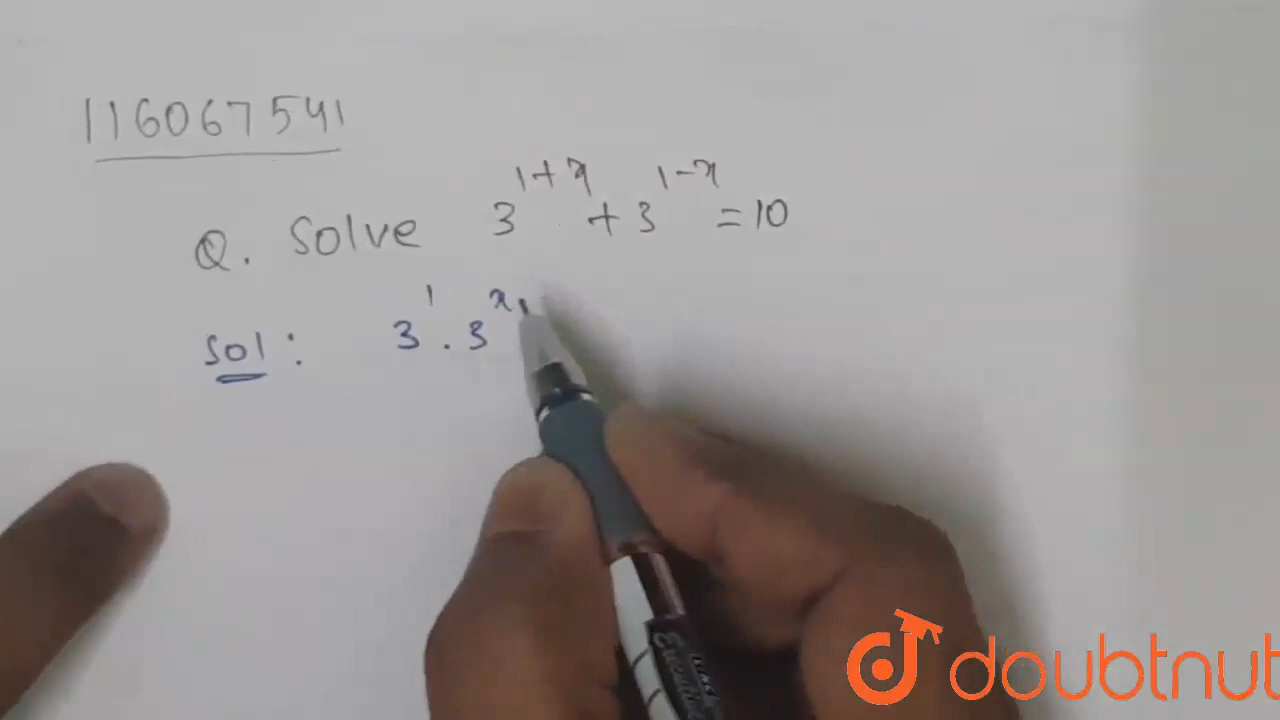 116067541
Q. Solve 3^{1+x} + 3^{1-x} = 10
Sol: 3^1 . 3^x
doubtnut